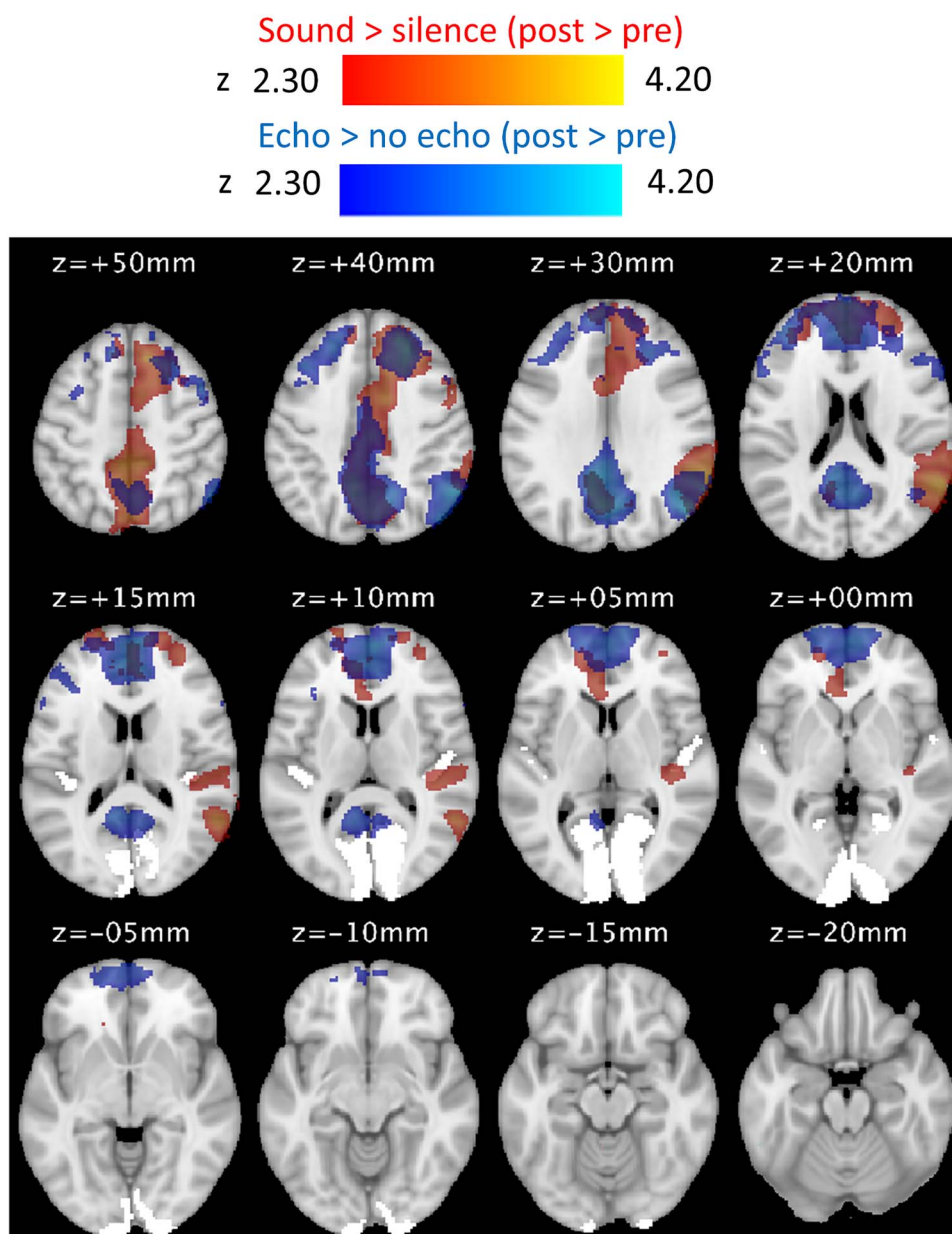 Sound > silence (post > pre)
z 2.30 4.20
Echo > no echo (post > pre)
z 2.30 4.20
z=+50mm z=+40mm z=+30mm z=+20mm
z=+15mm z=+10mm z=+05mm z=+00mm
z=-05mm z=-10mm z=-15mm z=-20mm